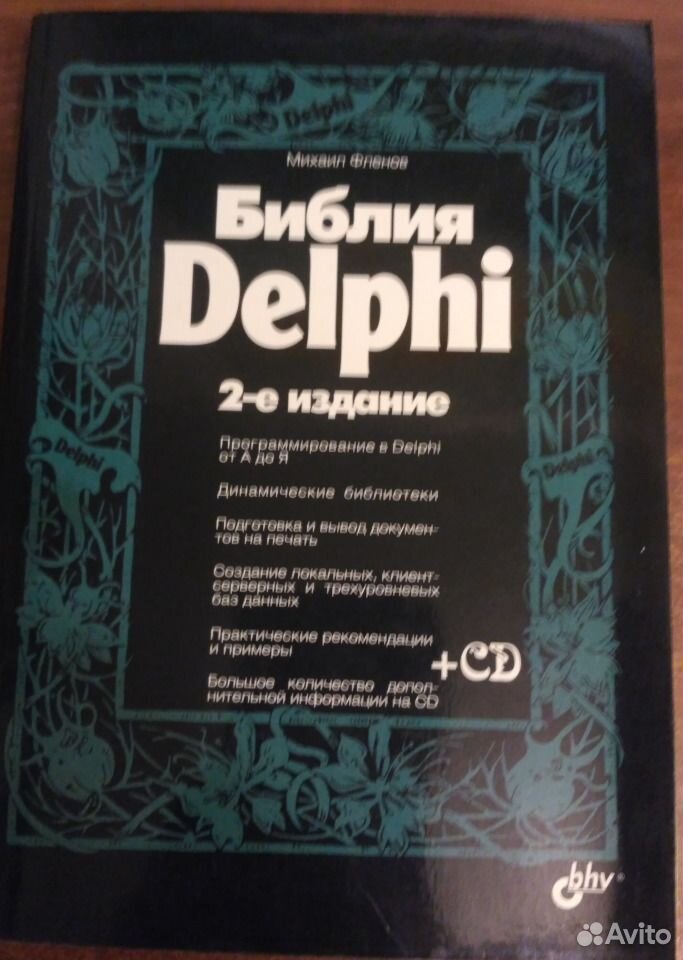 Delphi
Михаил Фленов
Библия
Delphi
2-е издание
Программирование в Delphi
от А до Я
Динамические библиотеки
Подготовка и вывод докумен-
тов на печать
Создание локальных, клиент-
серверных и трехуровневых
баз данных
Практические рекомендации
и примеры
+CD
Большое количество допол-
нительной информации на CD
Delphi
Delphi
bhv®
Avito